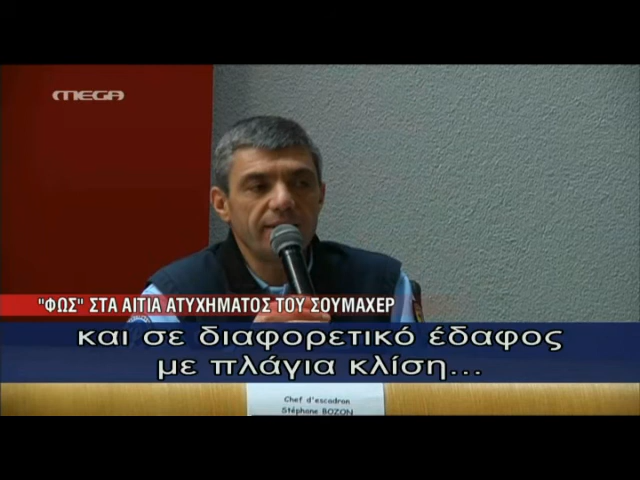 MEGA
"ΦΩΣ" ΣΤΑ ΑΙΤΙΑ ΑΤΥΧΗΜΑΤΟΣ ΤΟΥ ΣΟΥΜΑΧΕΡ
και σε διαφορετικό έδαφος
με πλάγια κλίση...
Chef d'escadron
Stéphane BOZON